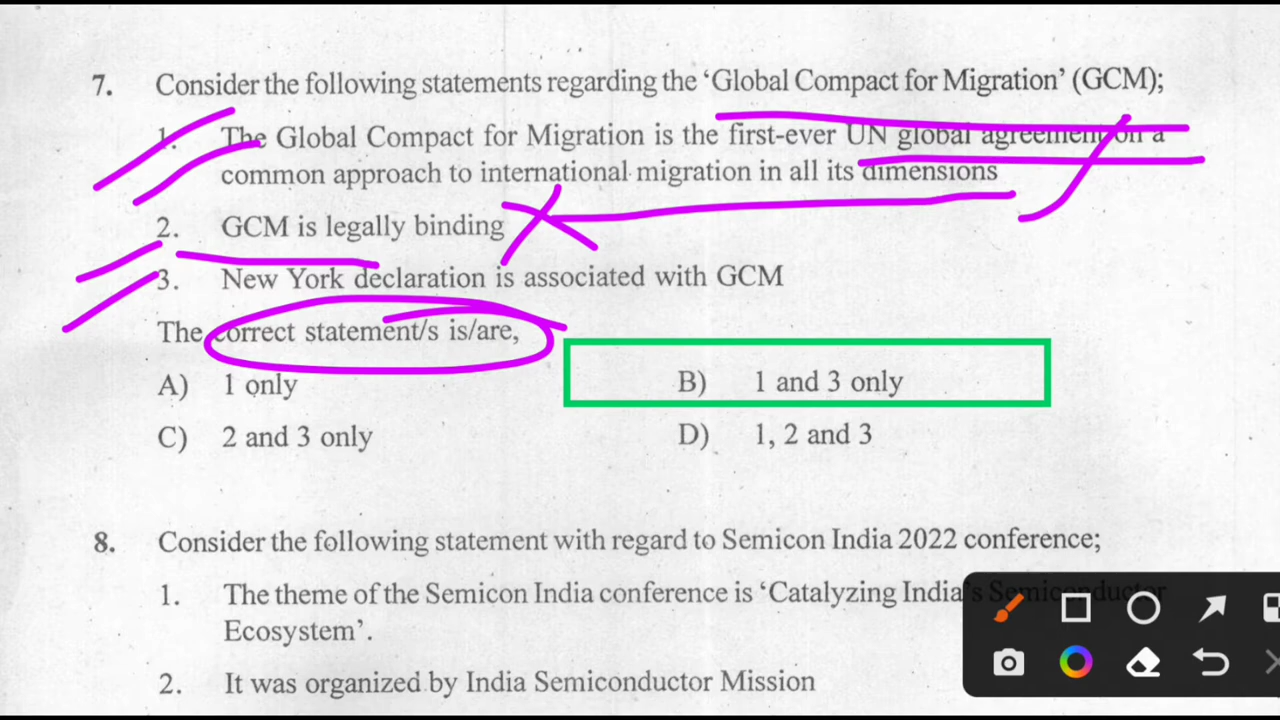 7. Consider the following statements regarding the ‘Global Compact for Migration’ (GCM);
1. The Global Compact for Migration is the first-ever UN global agreement on a
common approach to international migration in all its dimensions
2. GCM is legally binding
3. New York declaration is associated with GCM
The correct statement/s is/are,
A) 1 only B) 1 and 3 only
C) 2 and 3 only D) 1, 2 and 3
8. Consider the following statement with regard to Semicon India 2022 conference;
1. The theme of the Semicon India conference is ‘Catalyzing India’s Semiconductor
Ecosystem’.
2. It was organized by India Semiconductor Mission